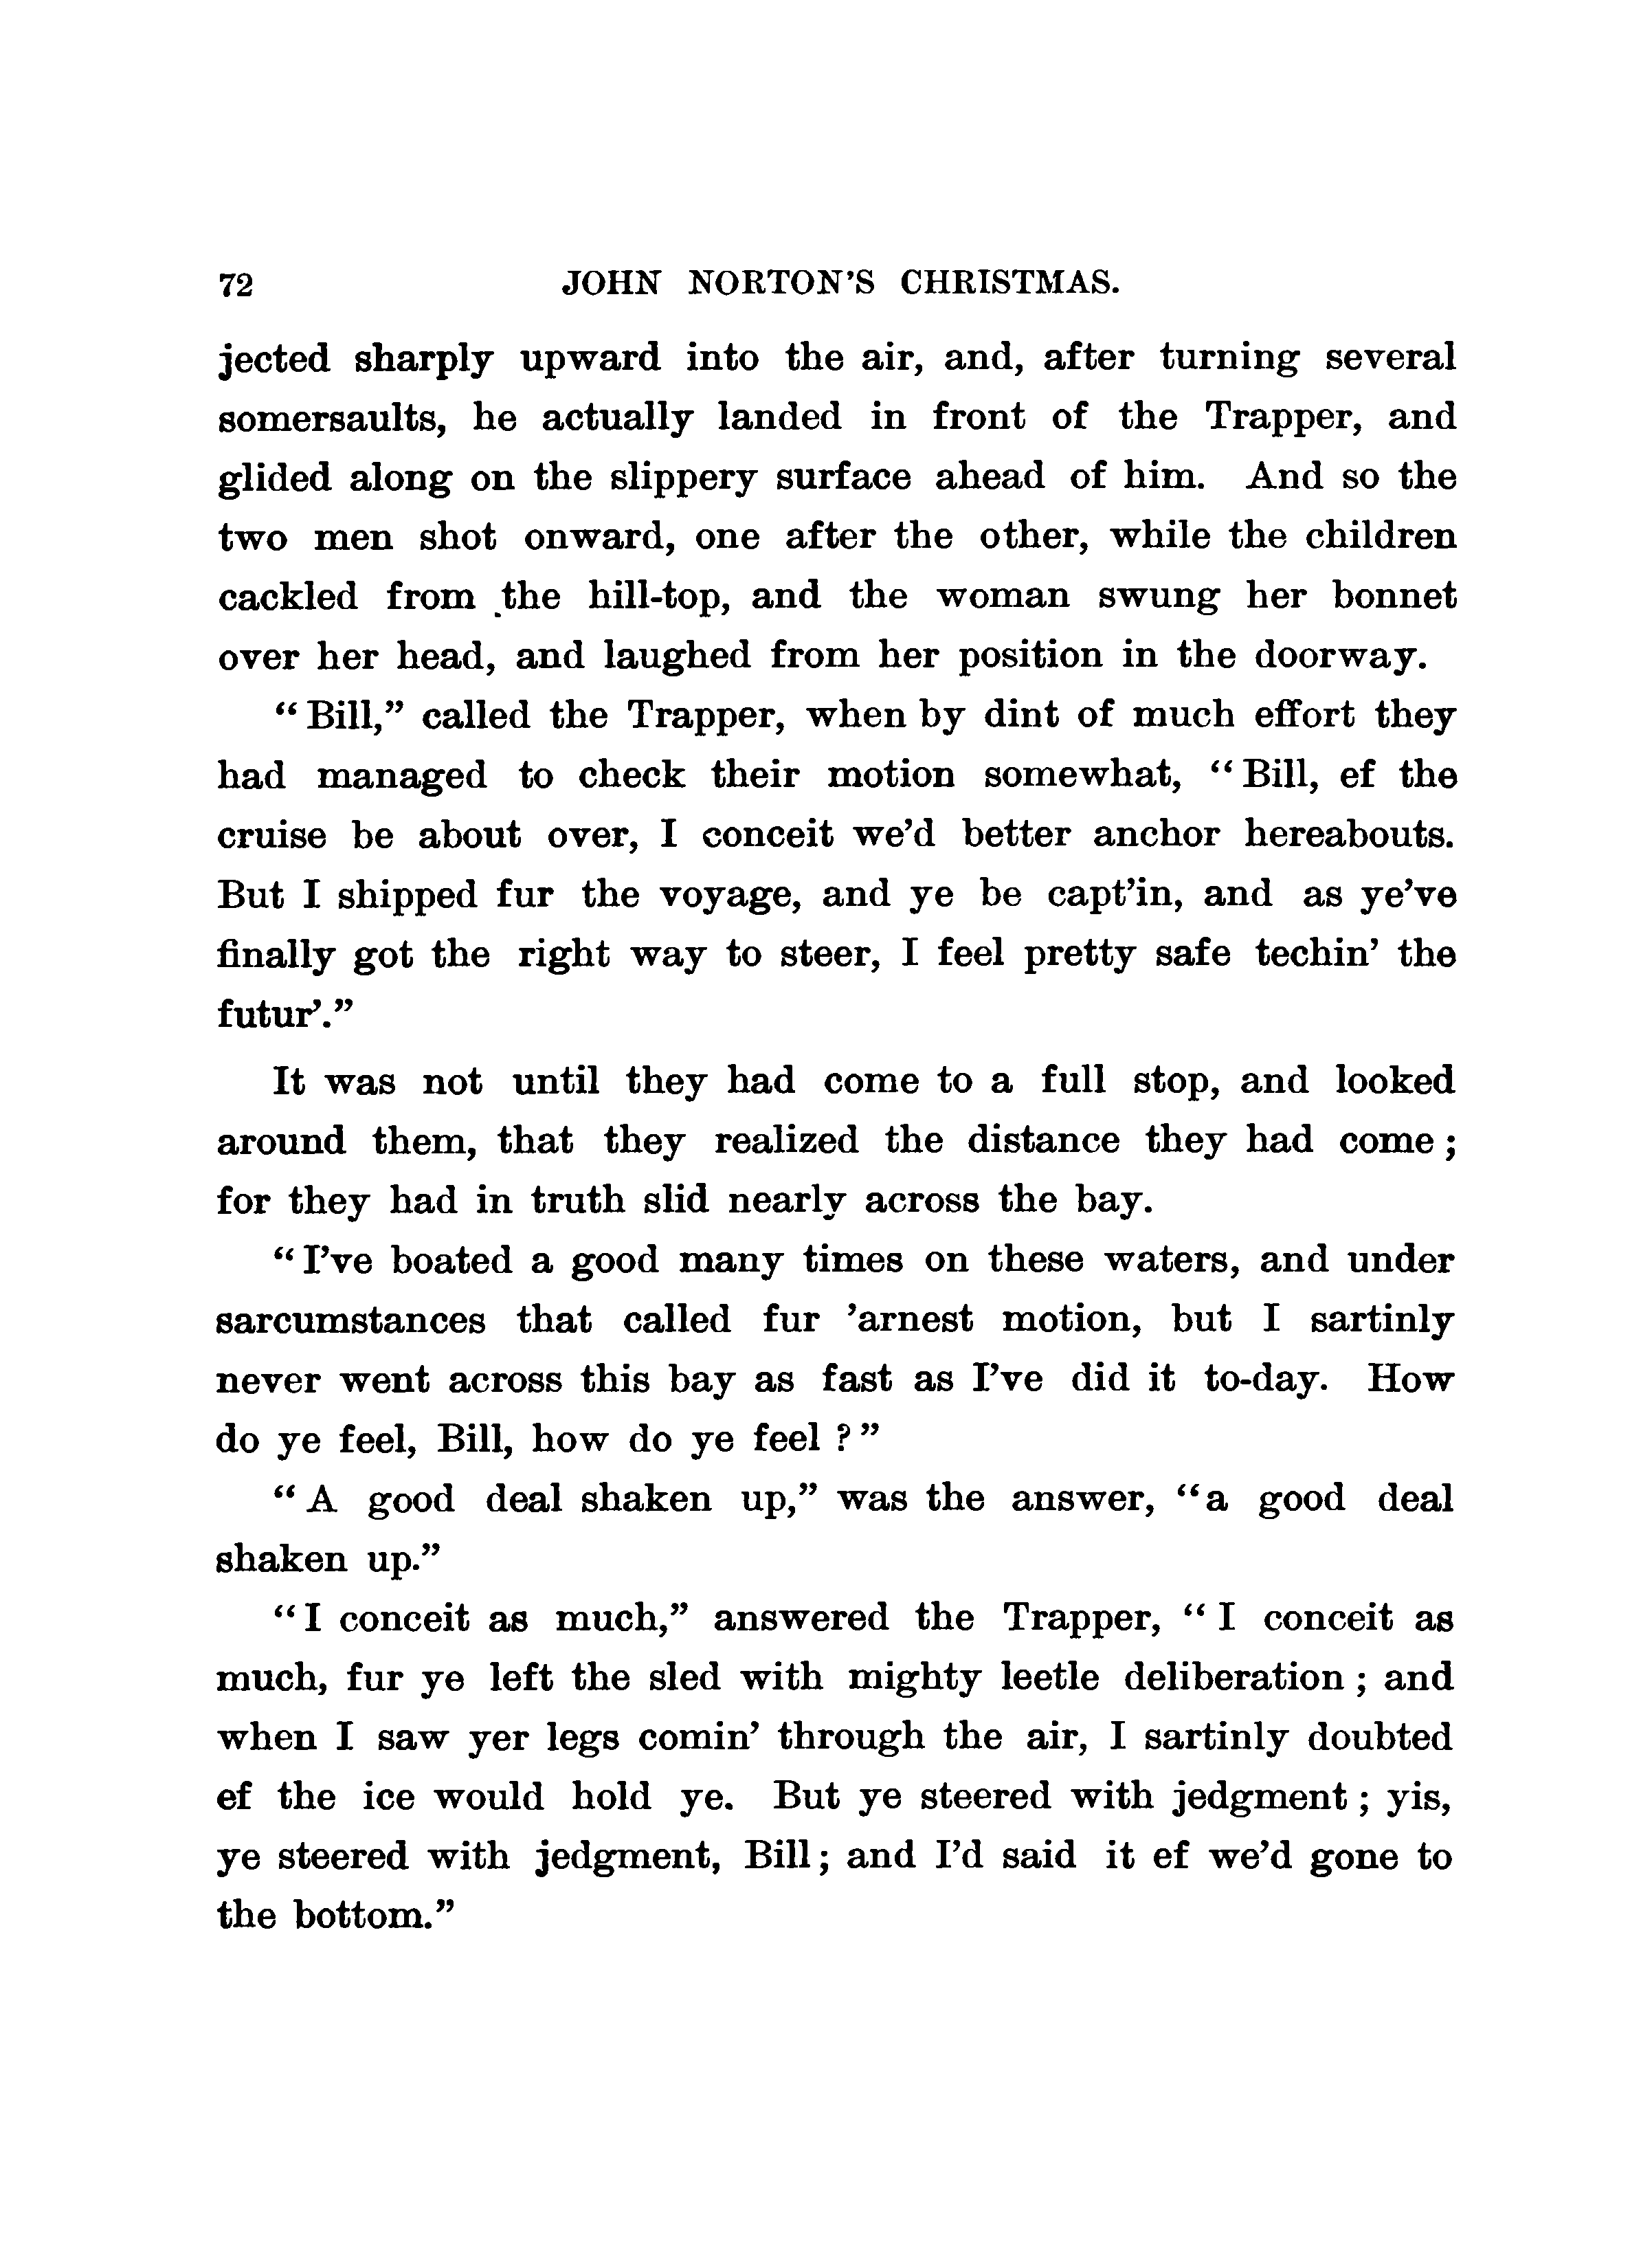 72 JOHN NORTON'S CHRISTMAS.
jected sharply upward into the air, and, after turning several
somersaults, he actually landed in front of the Trapper, and
glided along on the slippery surface ahead of him. And so the
two men shot onward, one after the other, while the children
cackled from the hill-top, and the woman swung her bonnet
over her head, and laughed from her position in the doorway.
“Bill,” called the Trapper, when by dint of much effort they
had managed to check their motion somewhat, “Bill, ef the
cruise be about over, I conceit we’d better anchor hereabouts.
But I shipped fur the voyage, and ye be capt’in, and as ye’ve
finally got the right way to steer, I feel pretty safe techin’ the
futur’.”
It was not until they had come to a full stop, and looked
around them, that they realized the distance they had come;
for they had in truth slid nearly across the bay.
“I’ve boated a good many times on these waters, and under
sarcumstances that called fur ’arnest motion, but I sartinly
never went across this bay as fast as I’ve did it to-day. How
do ye feel, Bill, how do ye feel?”
“A good deal shaken up,” was the answer, “a good deal
shaken up.”
“I conceit as much,” answered the Trapper, “I conceit as
much, fur ye left the sled with mighty leetle deliberation; and
when I saw yer legs comin’ through the air, I sartinly doubted
ef the ice would hold ye. But ye steered with jedgment; yis,
ye steered with jedgment, Bill; and I’d said it ef we’d gone to
the bottom.”